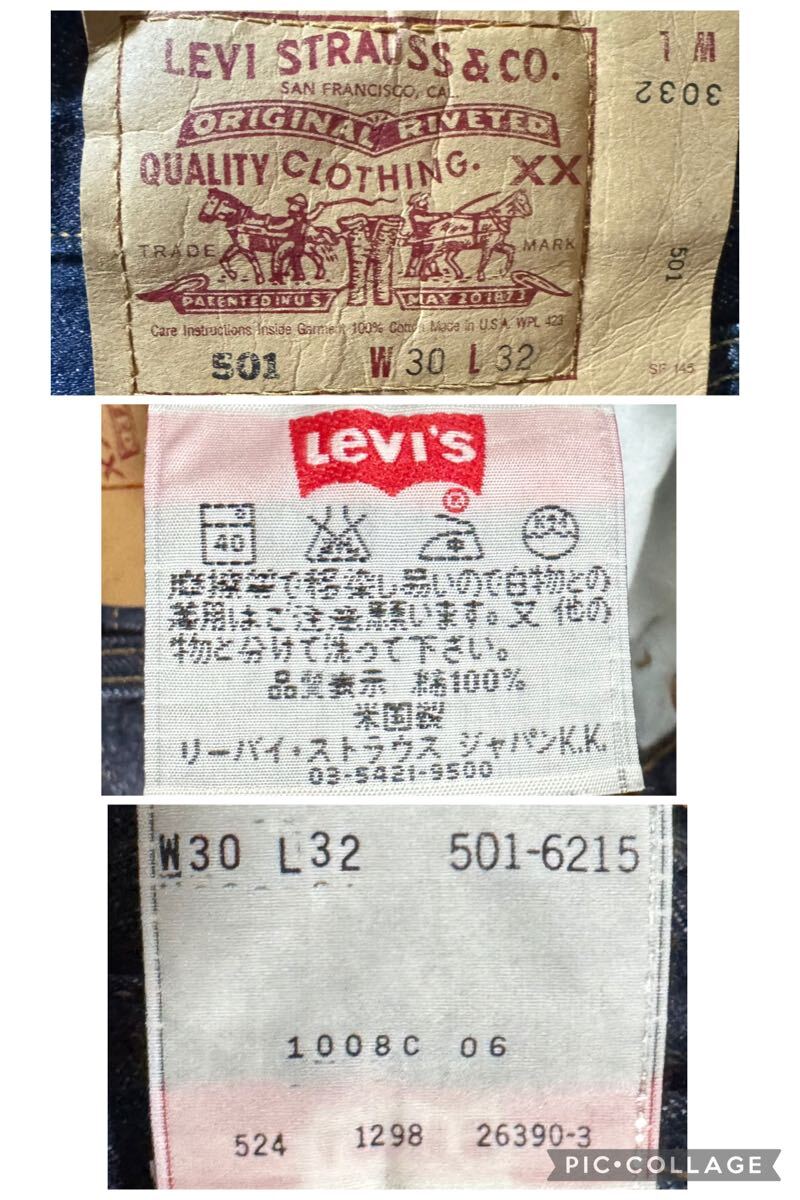 LEVI STRAUSS & CO.
SAN FRANCISCO, CAL.
ORIGINAL RIVETED
QUALITY CLOTHING. XX
TRADE MARK
PATENTED IN U S MAY 20 1873
Care Instructions Inside Garment 100% Cotton Made in U.S.A. WPL 423
501 W 30 L 32
W L
3032
501
SF 145
LEVI'S
®
40
摩擦等で移染し易いので白物との
着用はご注意願います。又 他の
物と分けて洗って下さい。
品質表示 綿100%
米国製
リーバイ・ストラウス ジャパンK.K.
03-5421-9500
W30 L32 501-6215
1008C 06
524 1298 26390-3
PIC•COLLAGE